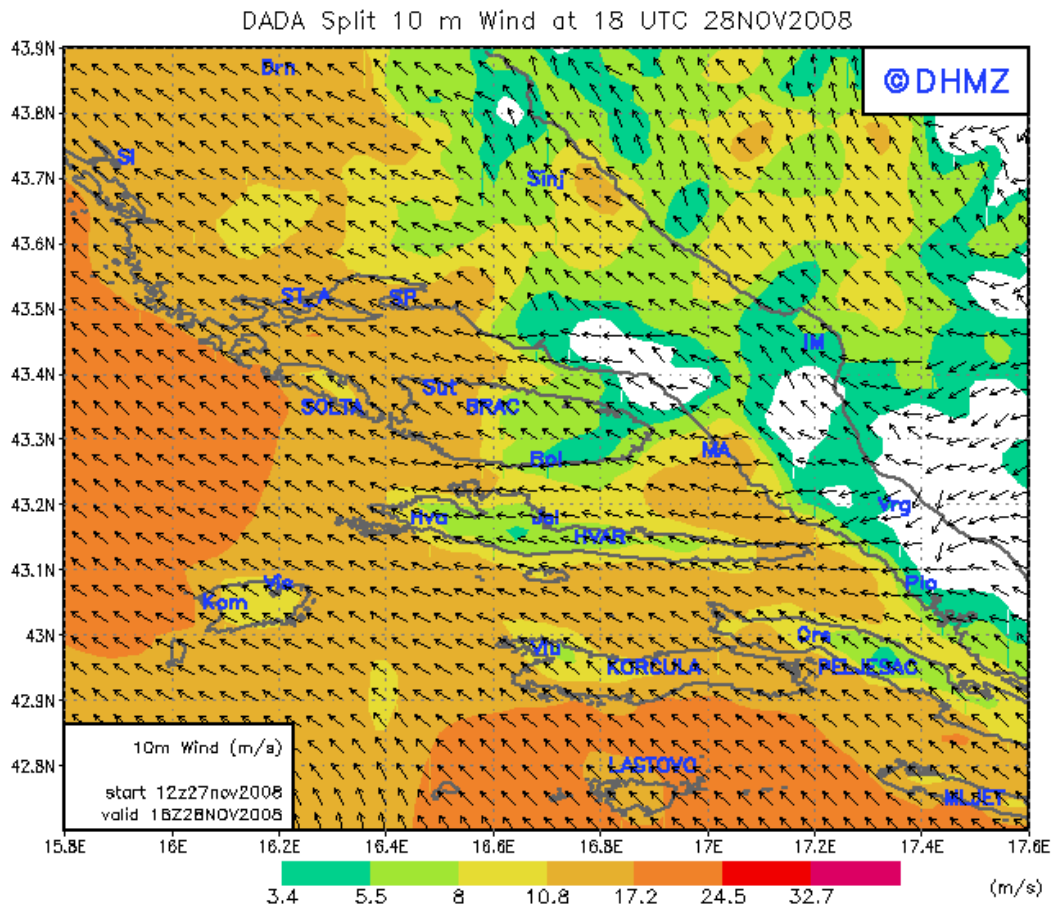 DADA Split 10 m Wind at 18 UTC 28NOV2008
43.9N
Drn
©DHMZ
43.8N
Si
43.7N
Sinj
43.6N
ST_A
SP
43.5N
IM
43.4N
SOLTA
Sut
BRAC
43.3N
Bol
MA
43.2N
Hva
Jel
HVAR
Vrg
43.1N
Kom
Vis
Plo
43N
Vlu
Ore
KORCULA
PELJESAC
42.9N
10m Wind (m/s)
42.8N
LASTOVO
start 12z27nov2008
MLJET
valid 18Z28NOV2008
15.8E 16E 16.2E 16.4E 16.6E 16.8E 17E 17.2E 17.4E 17.6E
3.4 5.5 8 10.8 17.2 24.5 32.7 (m/s)